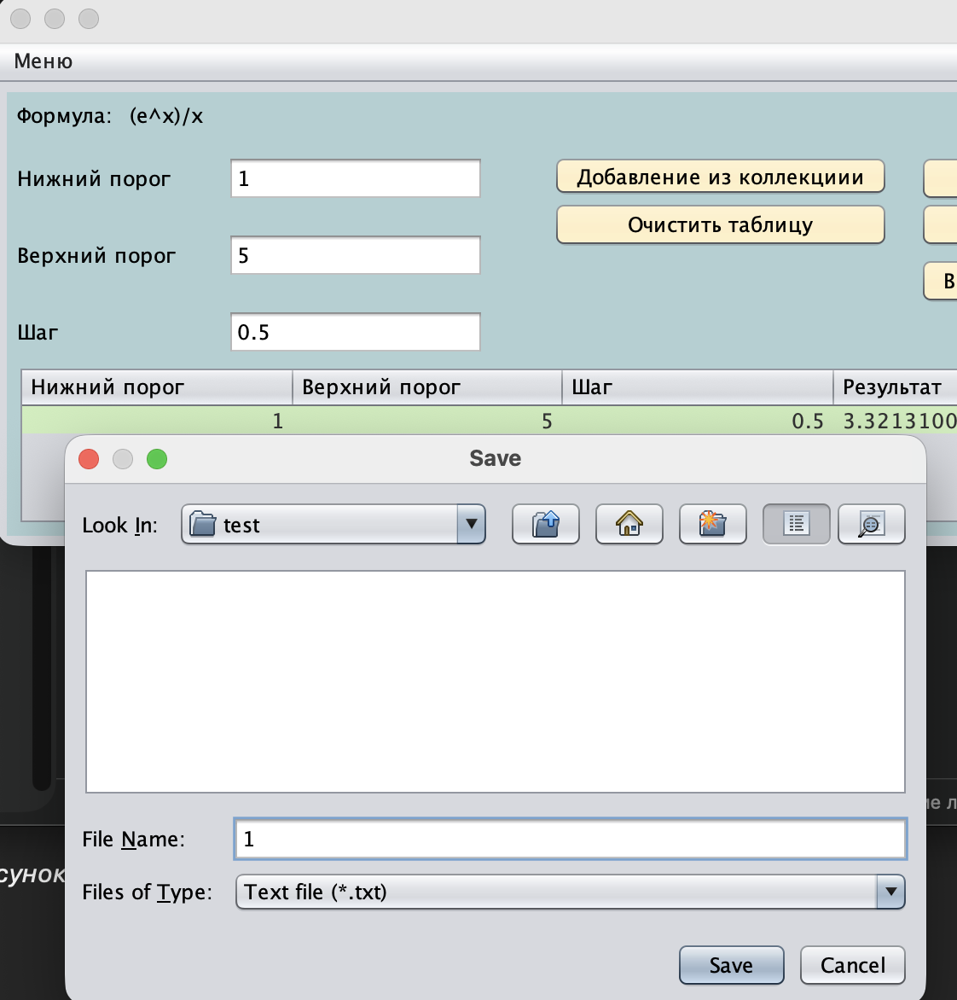 Меню
Формула: (e^x)/x
Нижний порог 1
Добавление из коллекциии
Очистить таблицу
Верхний порог 5
В
Шаг 0.5
Нижний порог Верхний порог Шаг Результат
1 5 0.5 3.3213100
Save
Look In: test
File Name: 1
Files of Type: Text file (*.txt)
Save Cancel